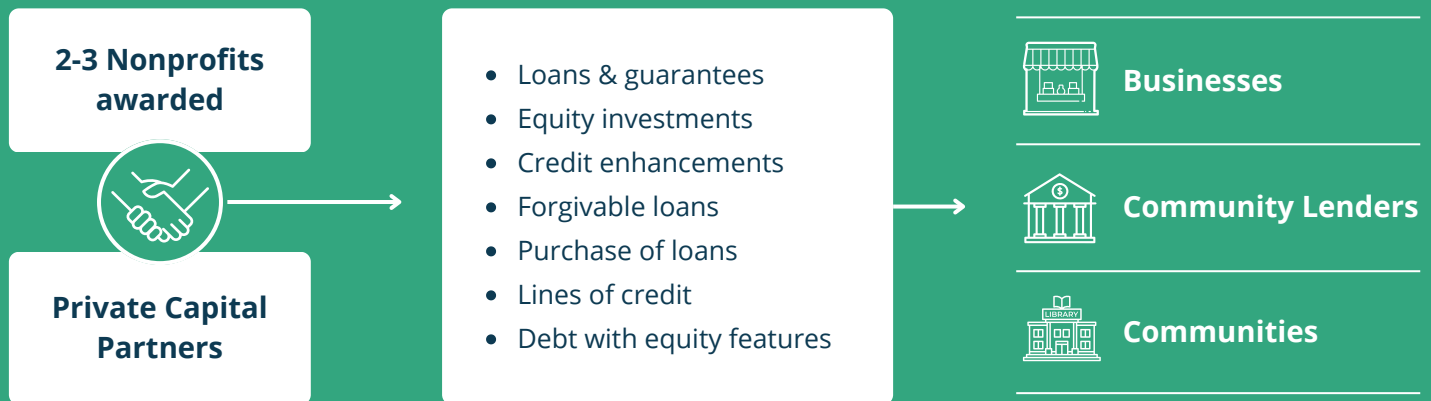 2-3 Nonprofits
awarded
Private Capital
Partners
• Loans & guarantees
• Equity investments
• Credit enhancements
• Forgivable loans
• Purchase of loans
• Lines of credit
• Debt with equity features
Businesses
$
Community Lenders
LIBRARY
Communities